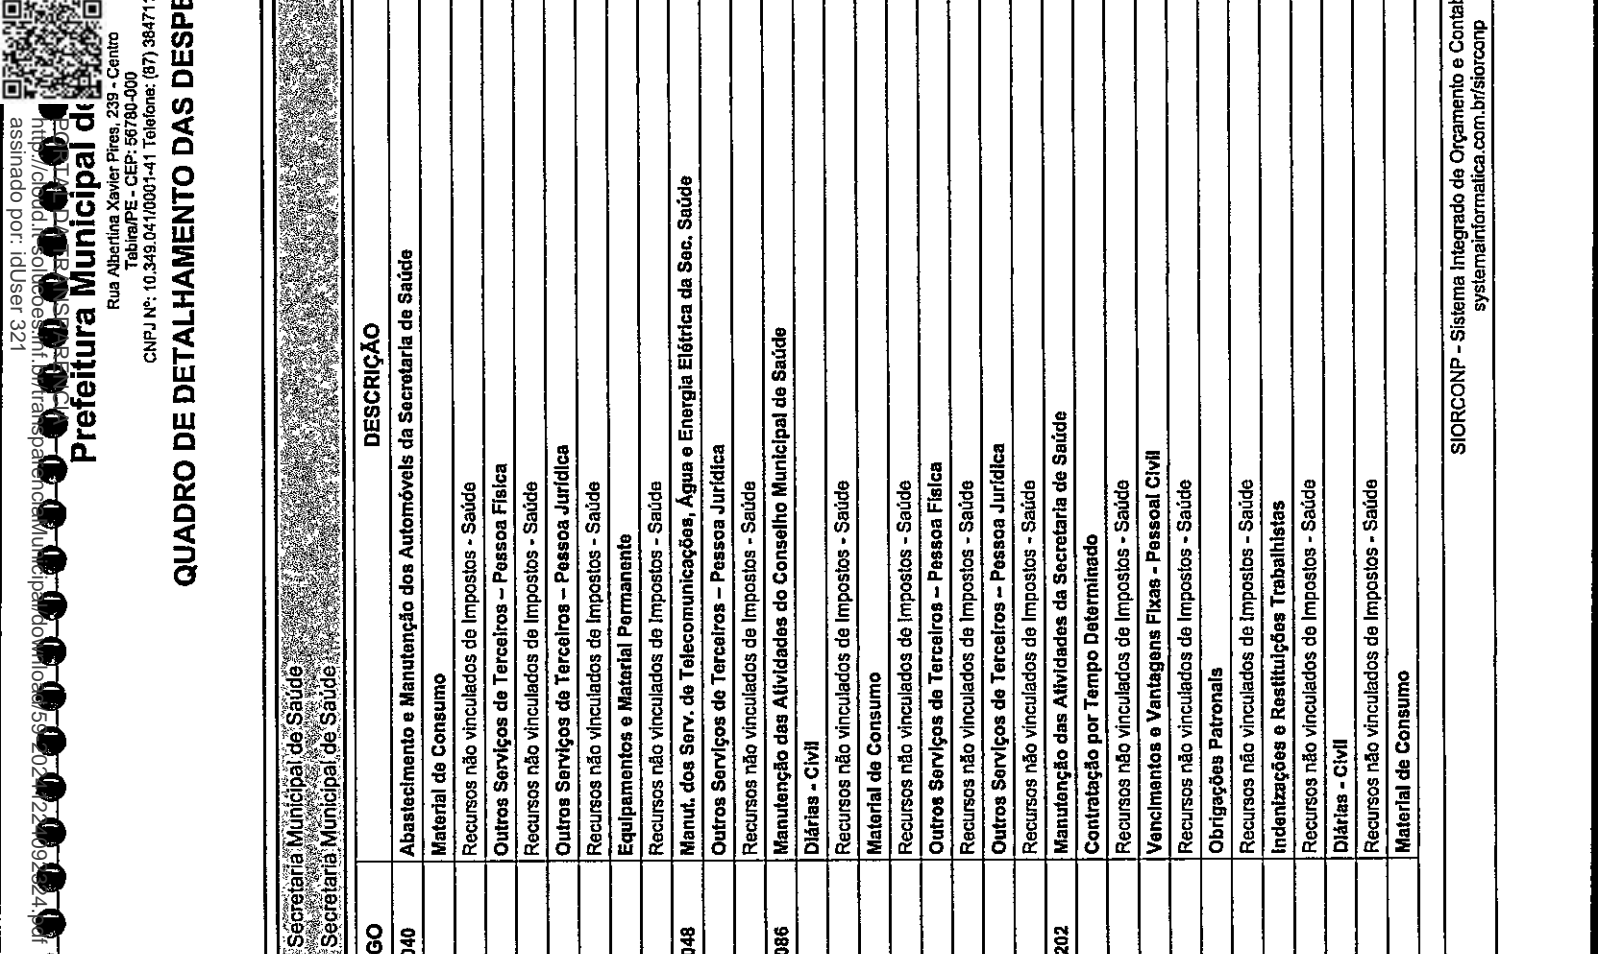 PORTAL DA TRANSPARENCIA
assinado por: idUser 321
Prefeitura Municipal de
Rua Albertina Xavier Pires, 239 - Centro
Tabira/PE - CEP: 56780-000
CNPJ Nº: 10.349.041/0001-41 Telefone: (87) 38471
QUADRO DE DETALHAMENTO DAS DESPE
Secretaria Municipal de Saúde
Secretaria Municipal de Saúde
GO DESCRIÇÃO
040 Abastecimento e Manutenção dos Automóveis da Secretaria de Saúde
Material de Consumo
Recursos não vinculados de Impostos - Saúde
Outros Serviços de Terceiros – Pessoa Física
Recursos não vinculados de Impostos - Saúde
Outros Serviços de Terceiros – Pessoa Jurídica
Recursos não vinculados de Impostos - Saúde
Equipamentos e Material Permanente
Recursos não vinculados de Impostos - Saúde
048 Manut. dos Serv. de Telecomunicações, Água e Energia Elétrica da Sec. Saúde
Outros Serviços de Terceiros – Pessoa Jurídica
Recursos não vinculados de Impostos - Saúde
086 Manutenção das Atividades do Conselho Municipal de Saúde
Diárias - Civil
Recursos não vinculados de Impostos - Saúde
Material de Consumo
Recursos não vinculados de Impostos - Saúde
Outros Serviços de Terceiros – Pessoa Física
Recursos não vinculados de Impostos - Saúde
Outros Serviços de Terceiros – Pessoa Jurídica
Recursos não vinculados de Impostos - Saúde
202 Manutenção das Atividades da Secretaria de Saúde
Contratação por Tempo Determinado
Recursos não vinculados de Impostos - Saúde
Vencimentos e Vantagens Fixas - Pessoal Civil
Recursos não vinculados de Impostos - Saúde
Obrigações Patronais
Recursos não vinculados de Impostos - Saúde
Indenizações e Restituições Trabalhistas
Recursos não vinculados de Impostos - Saúde
Diárias - Civil
Recursos não vinculados de Impostos - Saúde
Material de Consumo
SIORCONP - Sistema Integrado de Orçamento e Contab
systemainformatica.com.br/siorconp